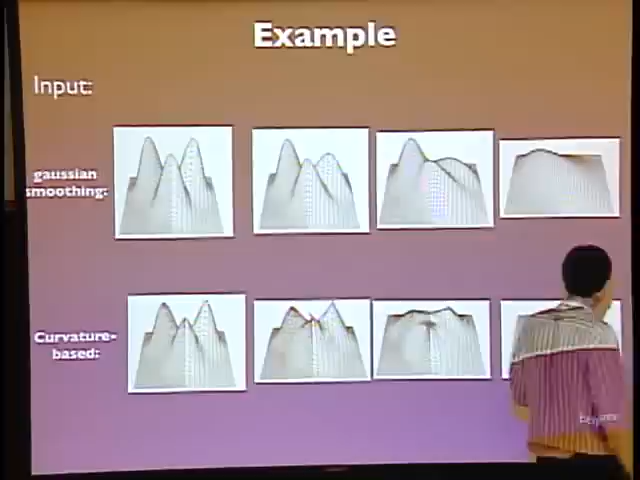 Example
Input:
gaussian
smoothing:
Curvature-
based: